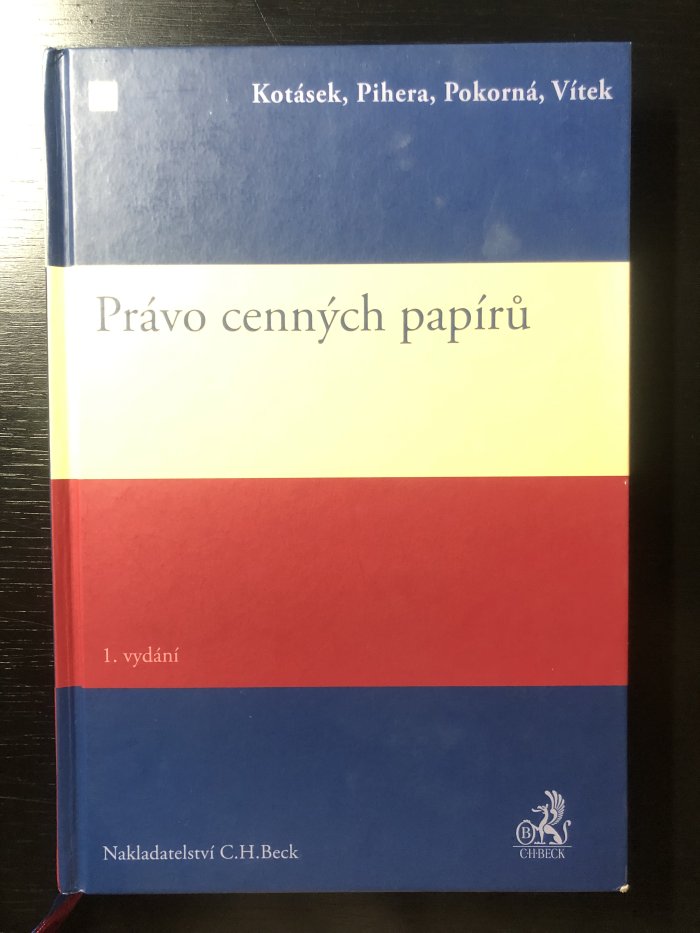 Kotásek, Pihera, Pokorná, Vítek
Právo cenných papírů
1. vydání
Nakladatelství C.H.Beck
B
C·H·BECK